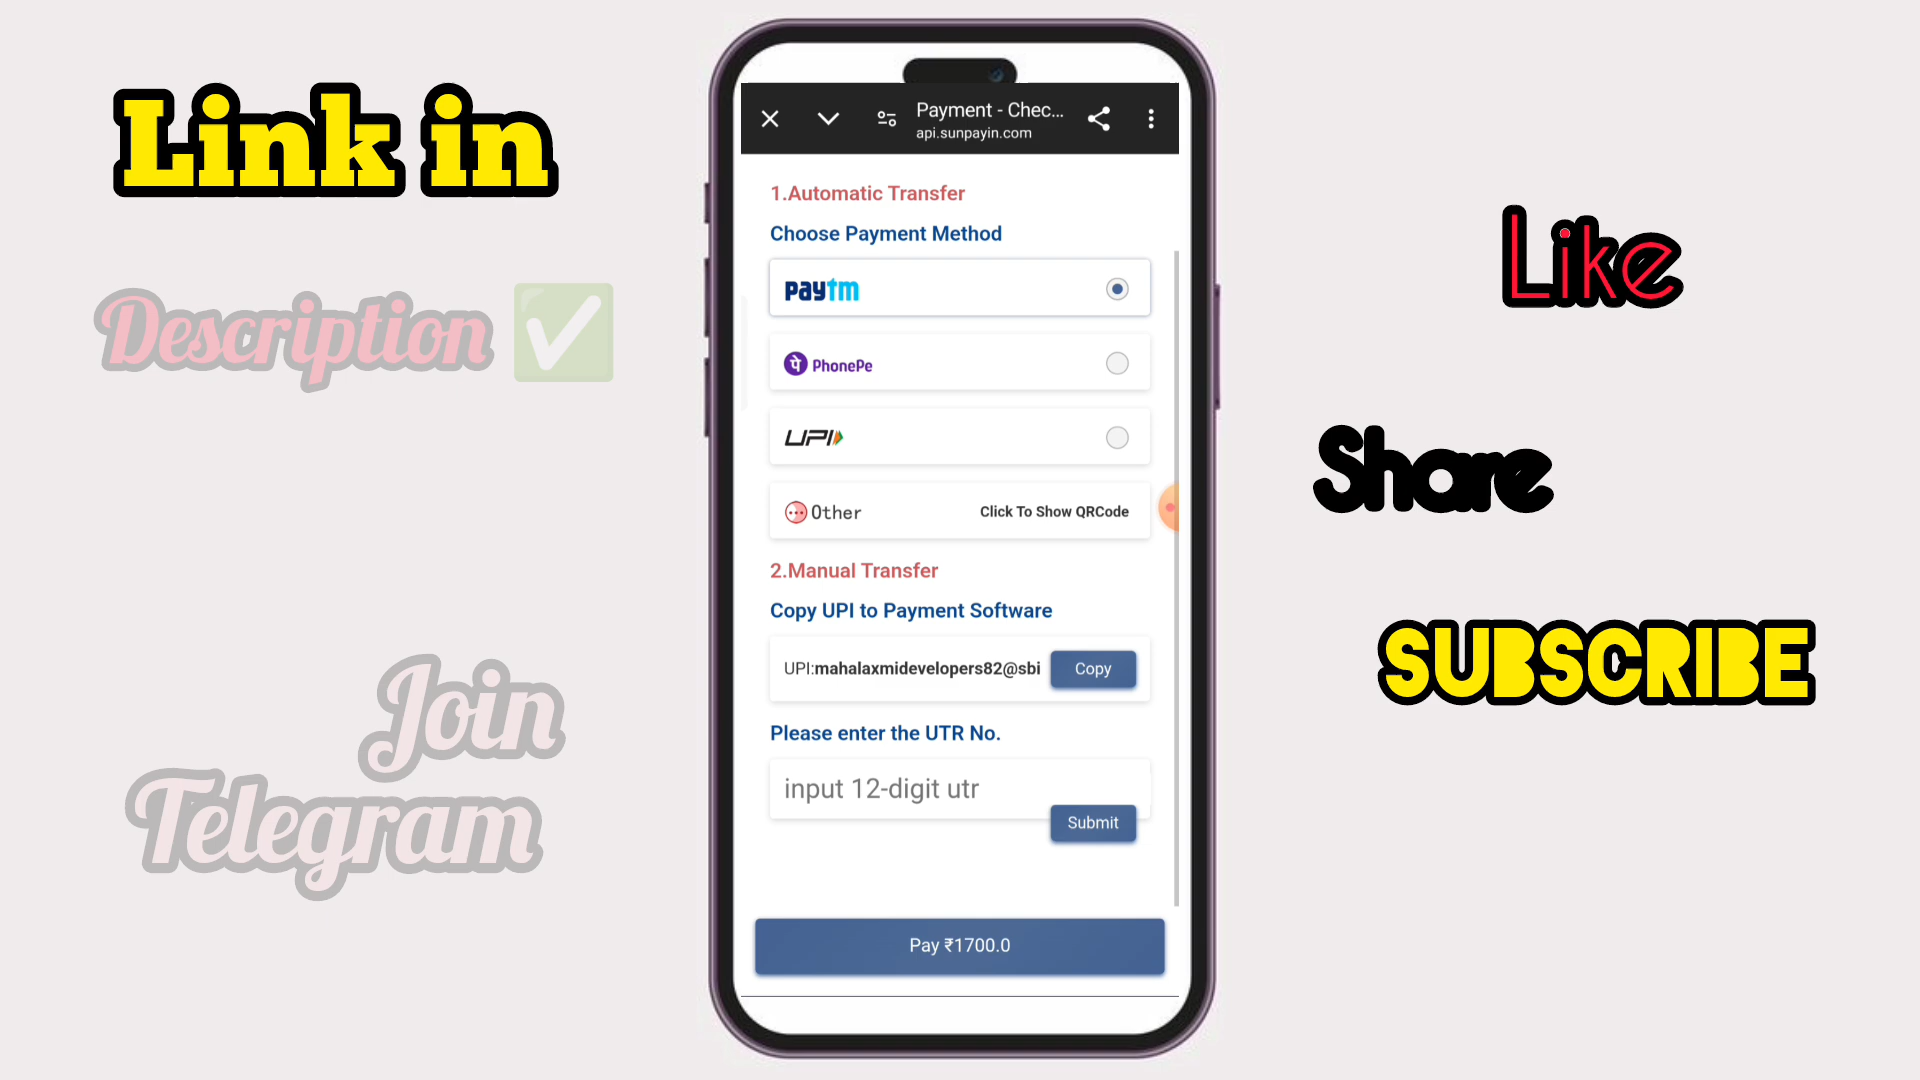 Link in
Description ✅
Join
Telegram
Payment - Chec...
api.sunpayin.com
1.Automatic Transfer
Choose Payment Method
paytm
पे PhonePe
UPI
Other Click To Show QRCode
2.Manual Transfer
Copy UPI to Payment Software
UPI:mahalaxmidevelopers82@sbi Copy
Please enter the UTR No.
input 12-digit utr
Submit
Pay ₹1700.0
Like
Share
SUBSCRIBE